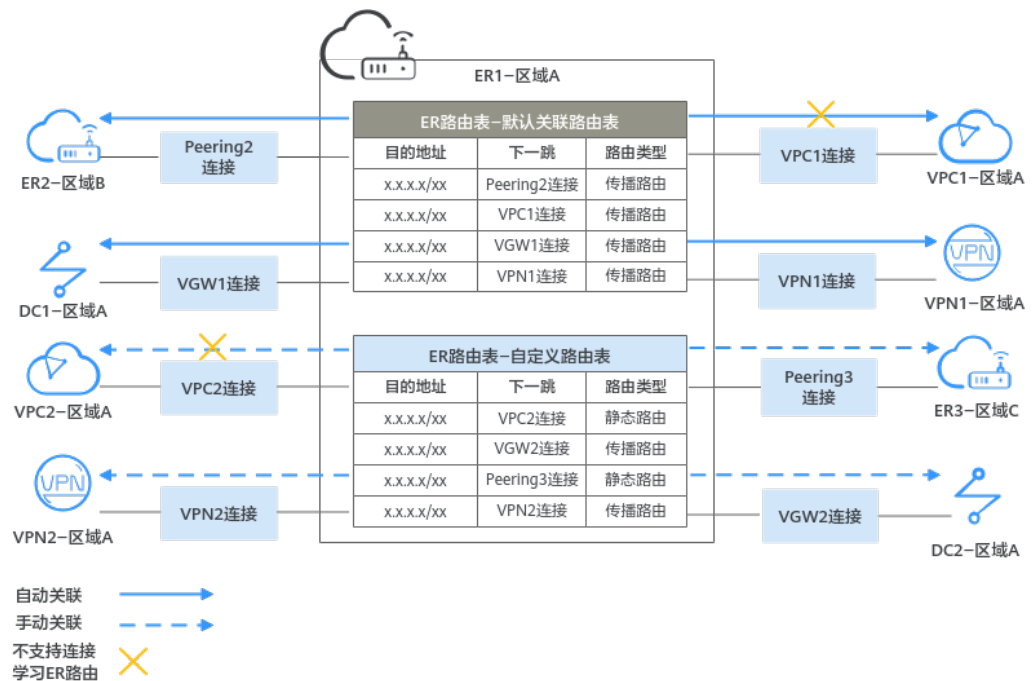 ER1-区域A
ER路由表-默认关联路由表
目的地址 下一跳 路由类型
x.x.x.x/xx Peering2连接 传播路由
x.x.x.x/xx VPC1连接 传播路由
x.x.x.x/xx VGW1连接 传播路由
x.x.x.x/xx VPN1连接 传播路由
Peering2
连接
ER2-区域B
VPC1连接
VPC1-区域A
VGW1连接
DC1-区域A
VPN
VPN1连接
VPN1-区域A
ER路由表-自定义路由表
目的地址 下一跳 路由类型
x.x.x.x/xx VPC2连接 静态路由
x.x.x.x/xx VGW2连接 传播路由
x.x.x.x/xx Peering3连接 静态路由
x.x.x.x/xx VPN2连接 传播路由
VPC2连接
VPC2-区域A
Peering3
连接
ER3-区域C
VPN
VPN2连接
VPN2-区域A
VGW2连接
DC2-区域A
自动关联
手动关联
不支持连接
学习ER路由